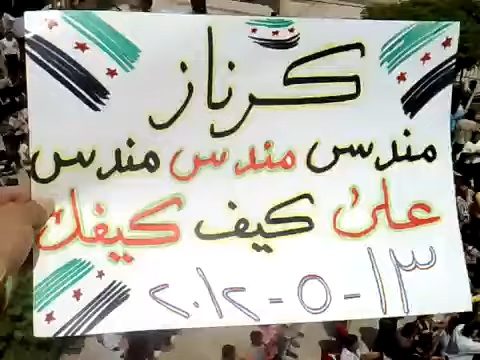 كرناز
مندس مندس مندس
على كيف كيفك
١٣-٥-٢٠١٢